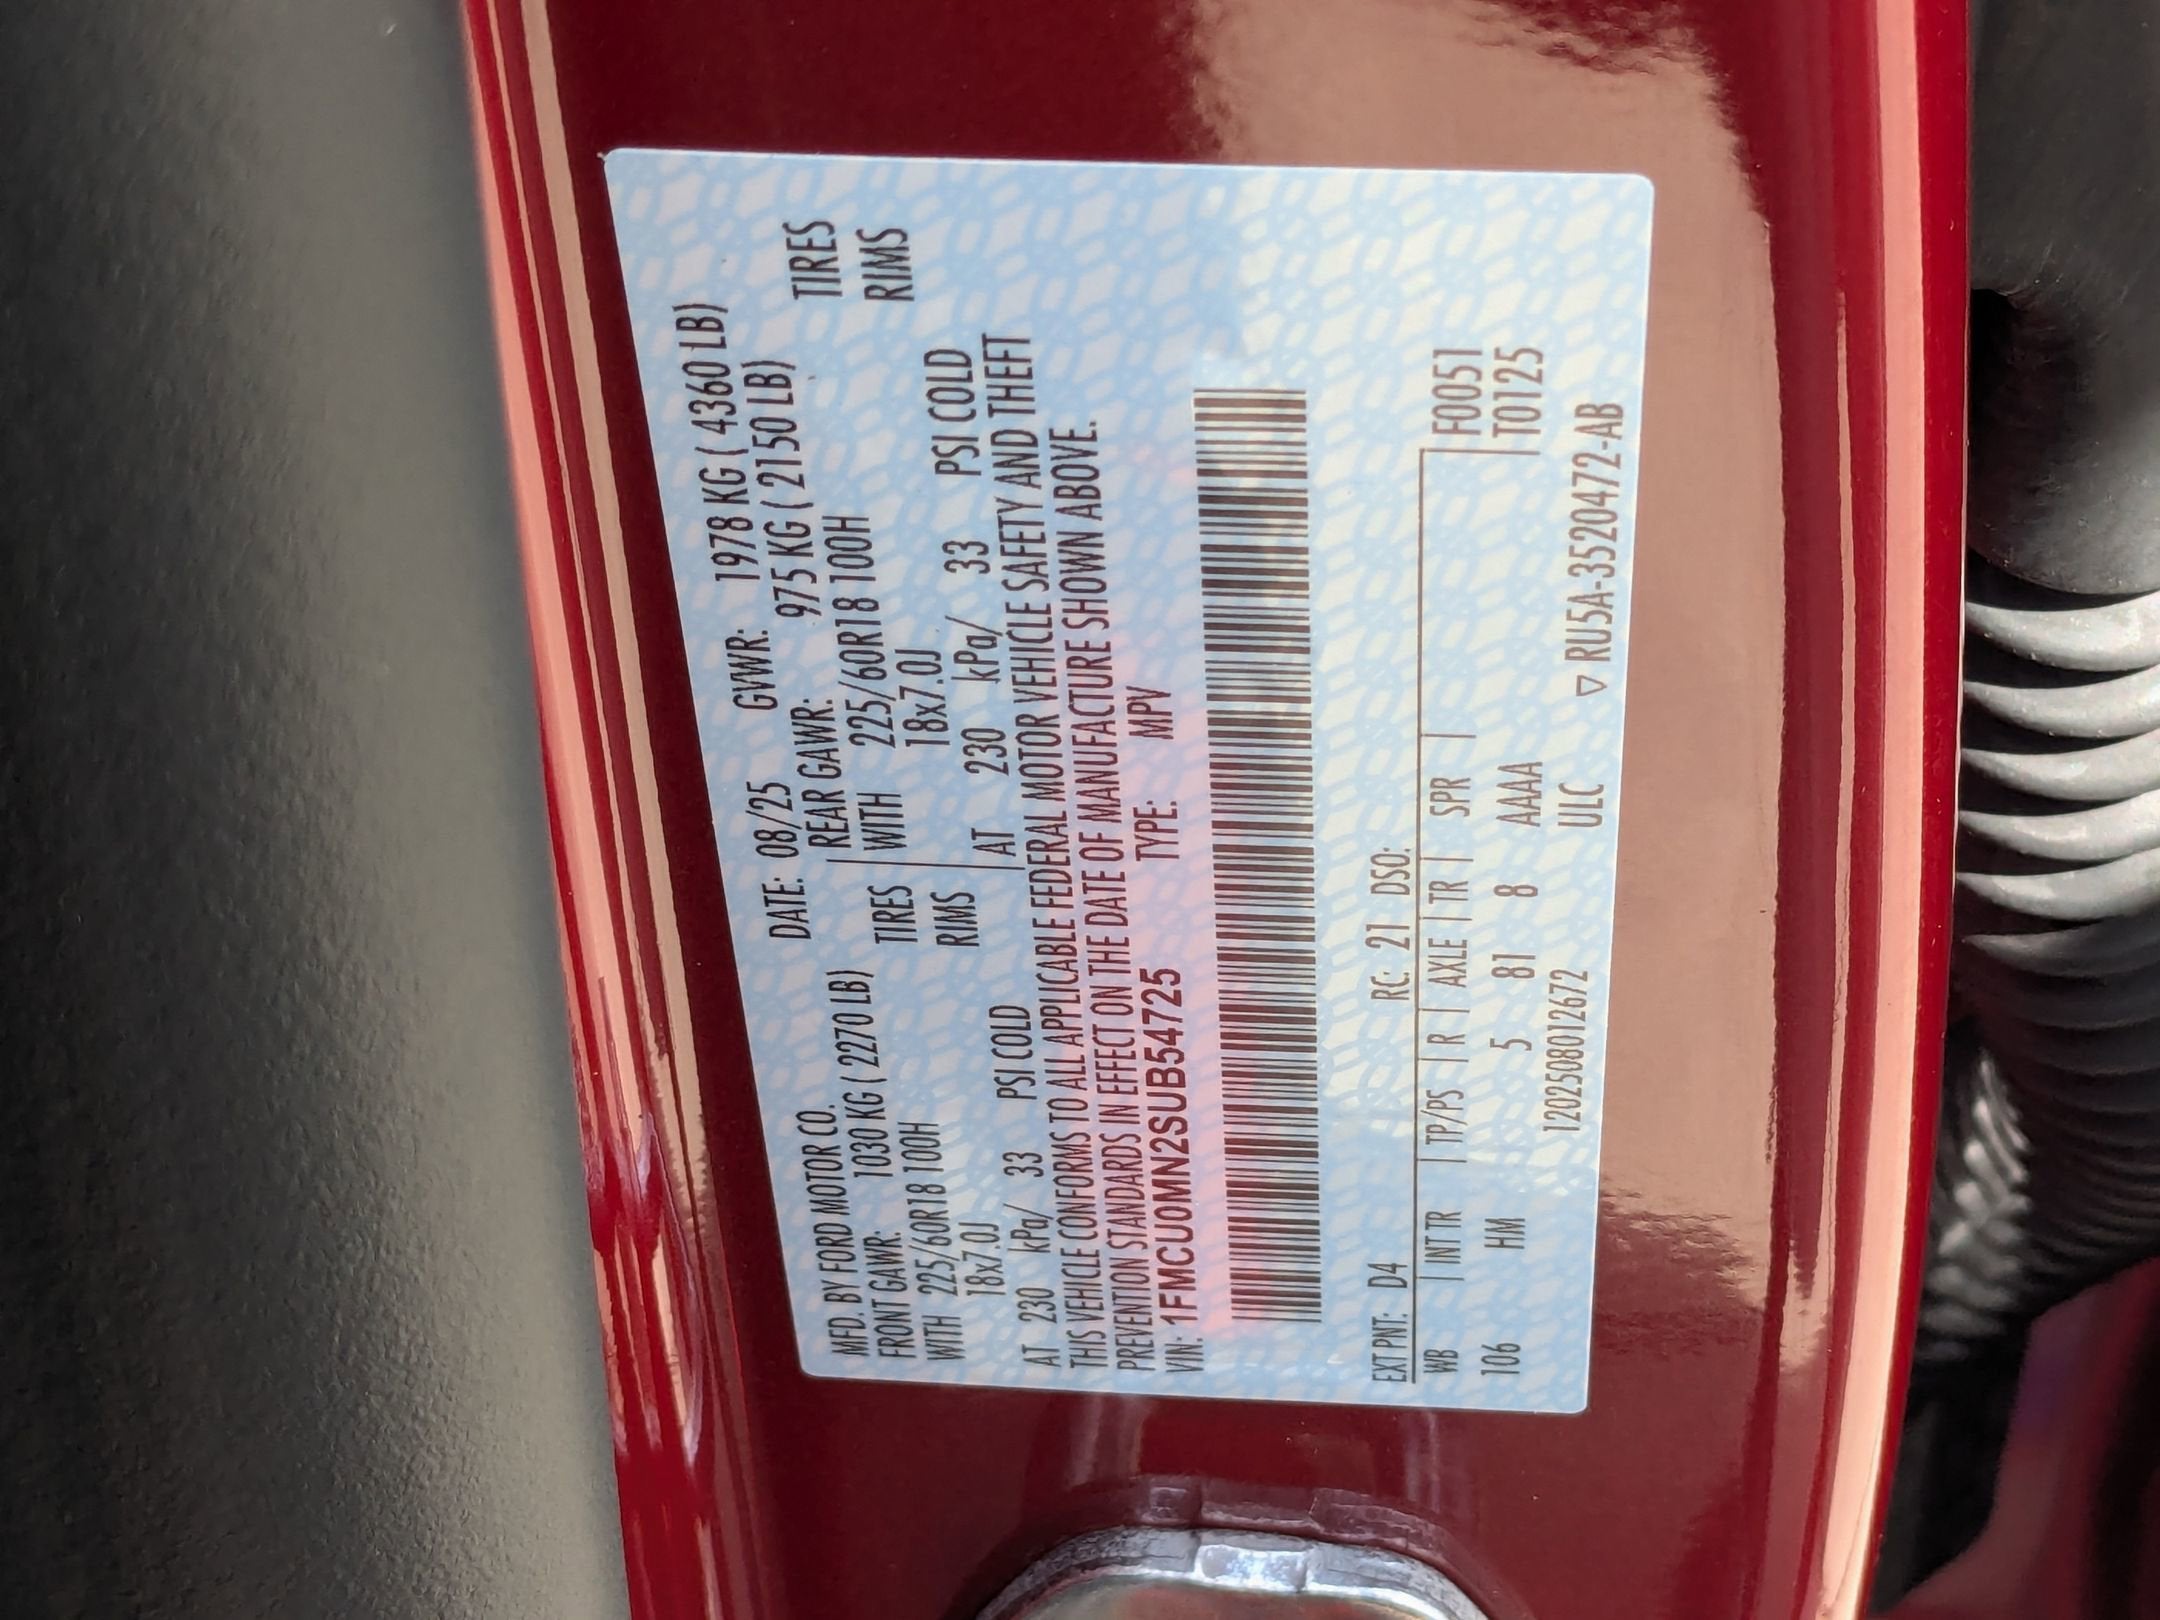 MFD. BY FORD MOTOR CO. DATE: 08/25 GVWR: 1978 KG ( 4360 LB)
FRONT GAWR: 1030 KG ( 2270 LB) REAR GAWR: 975 KG ( 2150 LB)
WITH 225/60R18 100H TIRES WITH 225/60R18 100H TIRES
18x7.0J RIMS 18x7.0J RIMS
AT 230 kPa/ 33 PSI COLD AT 230 kPa/ 33 PSI COLD
THIS VEHICLE CONFORMS TO ALL APPLICABLE FEDERAL MOTOR VEHICLE SAFETY AND THEFT
PREVENTION STANDARDS IN EFFECT ON THE DATE OF MANUFACTURE SHOWN ABOVE.
VIN: 1FMCU0MN2SUB54725 TYPE: MPV
EXT PNT: D4 RC: 21 DSO:
WB | INT TR | TP/PS | R | AXLE | TR | SPR | F0051
106 HM 5 81 8 AAAA T0125
12025080126​72 ULC ▽ RU5A-3520472-AB